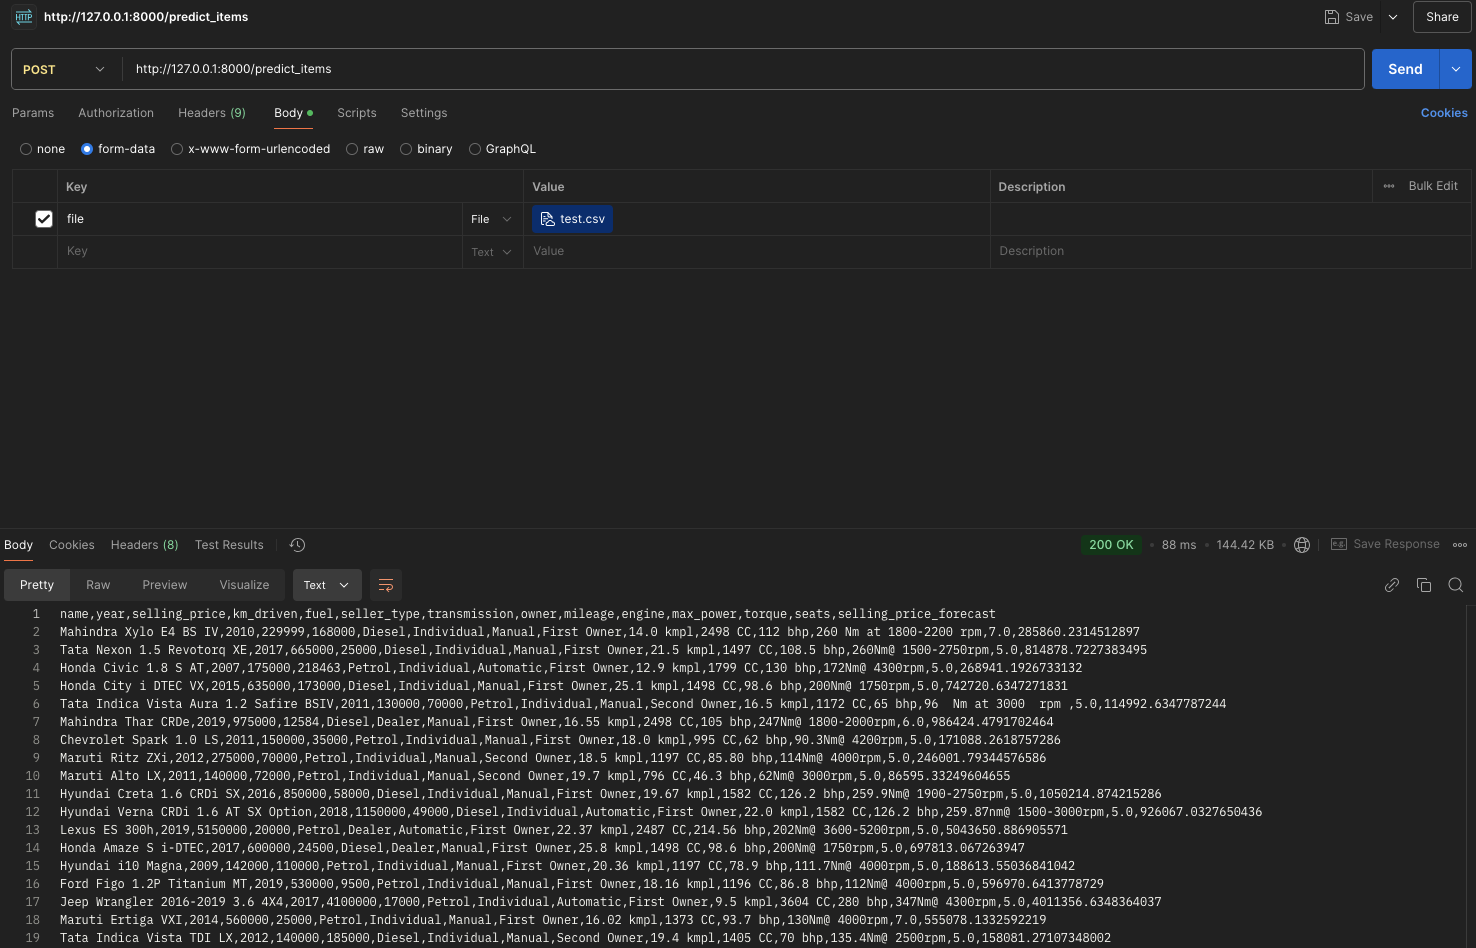 HTTP http://127.0.0.1:8000/predict_items Save Share
POST http://127.0.0.1:8000/predict_items Send
Params Authorization Headers (9) Body Scripts Settings Cookies
none form-data x-www-form-urlencoded raw binary GraphQL
Key Value Description Bulk Edit
file File test.csv
Key Text Value Description
Body Cookies Headers (8) Test Results 200 OK 88 ms 144.42 KB e.g. Save Response
Pretty Raw Preview Visualize Text
1 name,year,selling_price,km_driven,fuel,seller_type,transmission,owner,mileage,engine,max_power,torque,seats,selling_price_forecast
2 Mahindra Xylo E4 BS IV,2010,229999,168000,Diesel,Individual,Manual,First Owner,14.0 kmpl,2498 CC,112 bhp,260 Nm at 1800-2200 rpm,7.0,285860.2314512897
3 Tata Nexon 1.5 Revotorq XE,2017,665000,25000,Diesel,Individual,Manual,First Owner,21.5 kmpl,1497 CC,108.5 bhp,260Nm@ 1500-2750rpm,5.0,814878.7227383495
4 Honda Civic 1.8 S AT,2007,175000,218463,Petrol,Individual,Automatic,First Owner,12.9 kmpl,1799 CC,130 bhp,172Nm@ 4300rpm,5.0,268941.1926733132
5 Honda City i DTEC VX,2015,635000,173000,Diesel,Individual,Manual,First Owner,25.1 kmpl,1498 CC,98.6 bhp,200Nm@ 1750rpm,5.0,742720.6347271831
6 Tata Indica Vista Aura 1.2 Safire BSIV,2011,130000,70000,Petrol,Individual,Manual,Second Owner,16.5 kmpl,1172 CC,65 bhp,96  Nm at 3000  rpm ,5.0,114992.6347787244
7 Mahindra Thar CRDe,2019,975000,12584,Diesel,Dealer,Manual,First Owner,16.55 kmpl,2498 CC,105 bhp,247Nm@ 1800-2000rpm,6.0,986424.4791702464
8 Chevrolet Spark 1.0 LS,2011,150000,35000,Petrol,Individual,Manual,First Owner,18.0 kmpl,995 CC,62 bhp,90.3Nm@ 4200rpm,5.0,171088.2618757286
9 Maruti Ritz ZXi,2012,275000,70000,Petrol,Individual,Manual,Second Owner,18.5 kmpl,1197 CC,85.80 bhp,114Nm@ 4000rpm,5.0,246001.79344576586
10 Maruti Alto LX,2011,140000,72000,Petrol,Individual,Manual,Second Owner,19.7 kmpl,796 CC,46.3 bhp,62Nm@ 3000rpm,5.0,86595.33249604655
11 Hyundai Creta 1.6 CRDi SX,2016,850000,58000,Diesel,Individual,Manual,First Owner,19.67 kmpl,1582 CC,126.2 bhp,259.9Nm@ 1900-2750rpm,5.0,1050214.874215286
12 Hyundai Verna CRDi 1.6 AT SX Option,2018,1150000,49000,Diesel,Individual,Automatic,First Owner,22.0 kmpl,1582 CC,126.2 bhp,259.87nm@ 1500-3000rpm,5.0,926067.0327650436
13 Lexus ES 300h,2019,5150000,20000,Petrol,Dealer,Automatic,First Owner,22.37 kmpl,2487 CC,214.56 bhp,202Nm@ 3600-5200rpm,5.0,5043650.886905571
14 Honda Amaze S i-DTEC,2017,600000,24500,Diesel,Dealer,Manual,First Owner,25.8 kmpl,1498 CC,98.6 bhp,200Nm@ 1750rpm,5.0,697813.067263947
15 Hyundai i10 Magna,2009,142000,110000,Petrol,Individual,Manual,First Owner,20.36 kmpl,1197 CC,78.9 bhp,111.7Nm@ 4000rpm,5.0,188613.55036841042
16 Ford Figo 1.2P Titanium MT,2019,530000,9500,Petrol,Individual,Manual,First Owner,18.16 kmpl,1196 CC,86.8 bhp,112Nm@ 4000rpm,5.0,596970.6413778729
17 Jeep Wrangler 2016-2019 3.6 4X4,2017,4100000,17000,Petrol,Individual,Automatic,First Owner,9.5 kmpl,3604 CC,280 bhp,347Nm@ 4300rpm,5.0,4011356.6348364037
18 Maruti Ertiga VXI,2014,560000,25000,Petrol,Individual,Manual,First Owner,16.02 kmpl,1373 CC,93.7 bhp,130Nm@ 4000rpm,7.0,555078.1332592219
19 Tata Indica Vista TDI LX,2012,140000,185000,Diesel,Individual,Manual,Second Owner,19.4 kmpl,1405 CC,70 bhp,135.4Nm@ 2500rpm,5.0,158081.27107348002